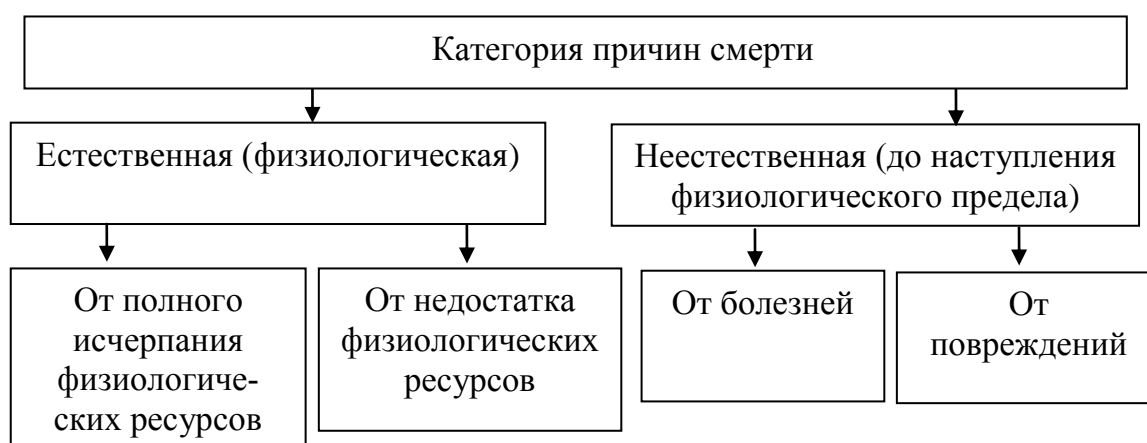 Категория причин смерти
Естественная (физиологическая)
Неестественная (до наступления
физиологического предела)
От полного
исчерпания
физиологиче-
ских ресурсов
От недостатка
физиологических
ресурсов
От болезней
От
повреждений